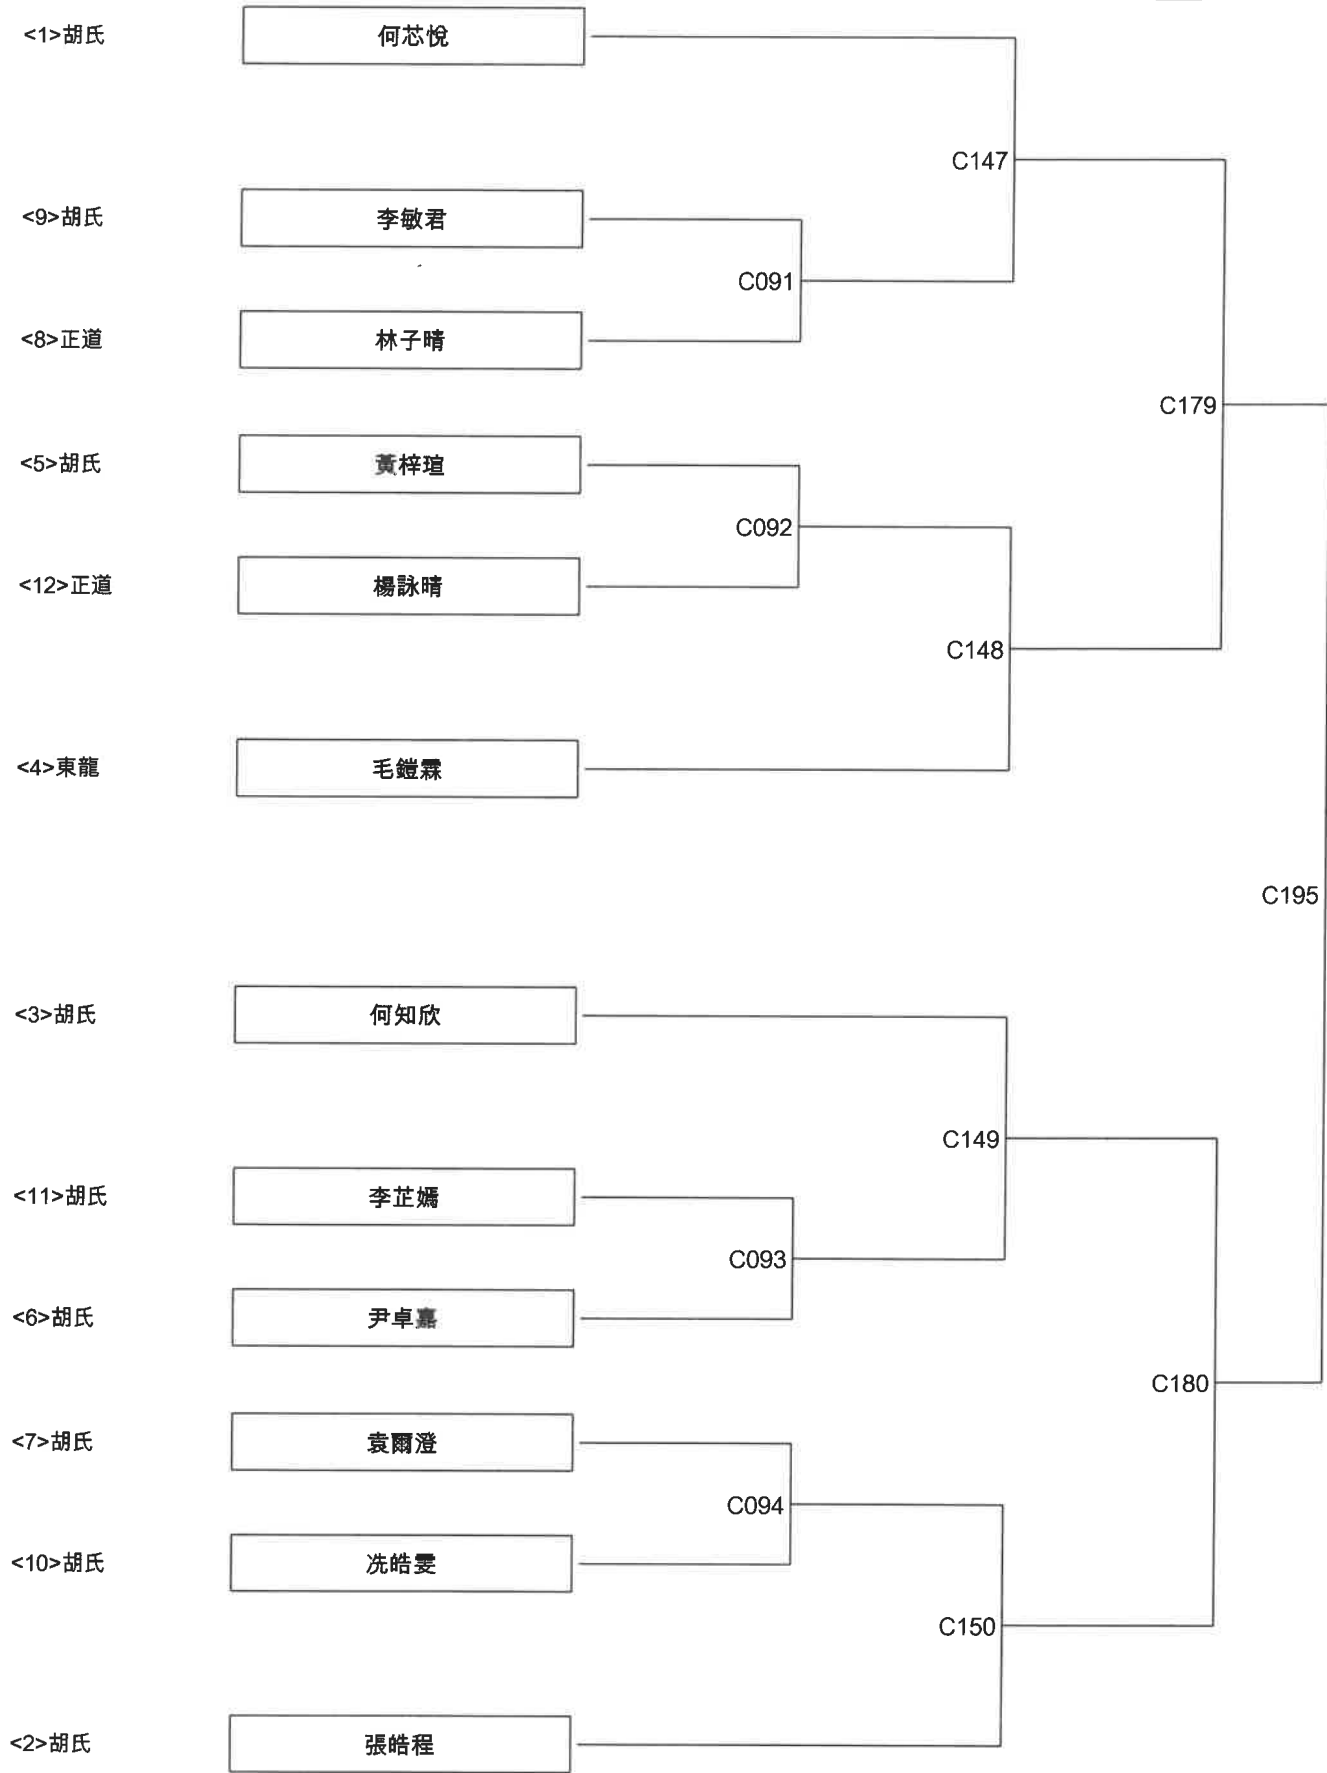 <1>胡氏 何芯悅
C147
<9>胡氏 李敏君
C091
<8>正道 林子晴
C179
<5>胡氏 黃梓瑄
C092
<12>正道 楊詠晴
C148
<4>東龍 毛鎧霖
C195
<3>胡氏 何知欣
C149
<11>胡氏 李芷嫣
C093
<6>胡氏 尹卓嘉
C180
<7>胡氏 袁爾澄
C094
<10>胡氏 冼皓雯
C150
<2>胡氏 張皓程